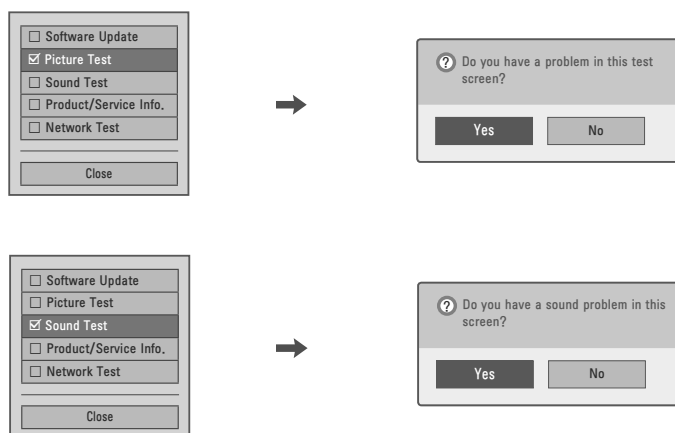 Software Update
Picture Test
Sound Test
Product/Service Info.
Network Test
Close
Do you have a problem in this test
screen?
Yes
No
Software Update
Picture Test
Sound Test
Product/Service Info.
Network Test
Close
Do you have a sound problem in this
screen?
Yes
No